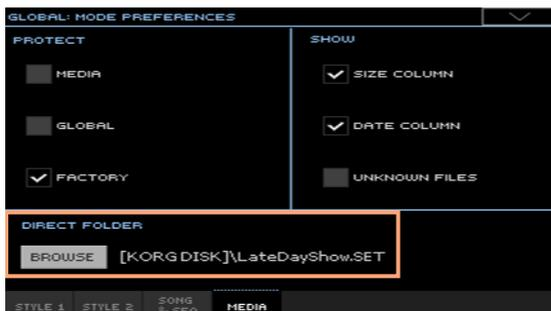 GLOBAL: MODE PREFERENCES
PROTECT
MEDIA
GLOBAL
FACTORY
SHOW
SIZE COLUMN
DATE COLUMN
UNKNOWN FILES
DIRECT FOLDER
BROWSE [KORG DISK]\LateDayShow.SET
STYLE 1 STYLE 2 SONG & SEQ MEDIA